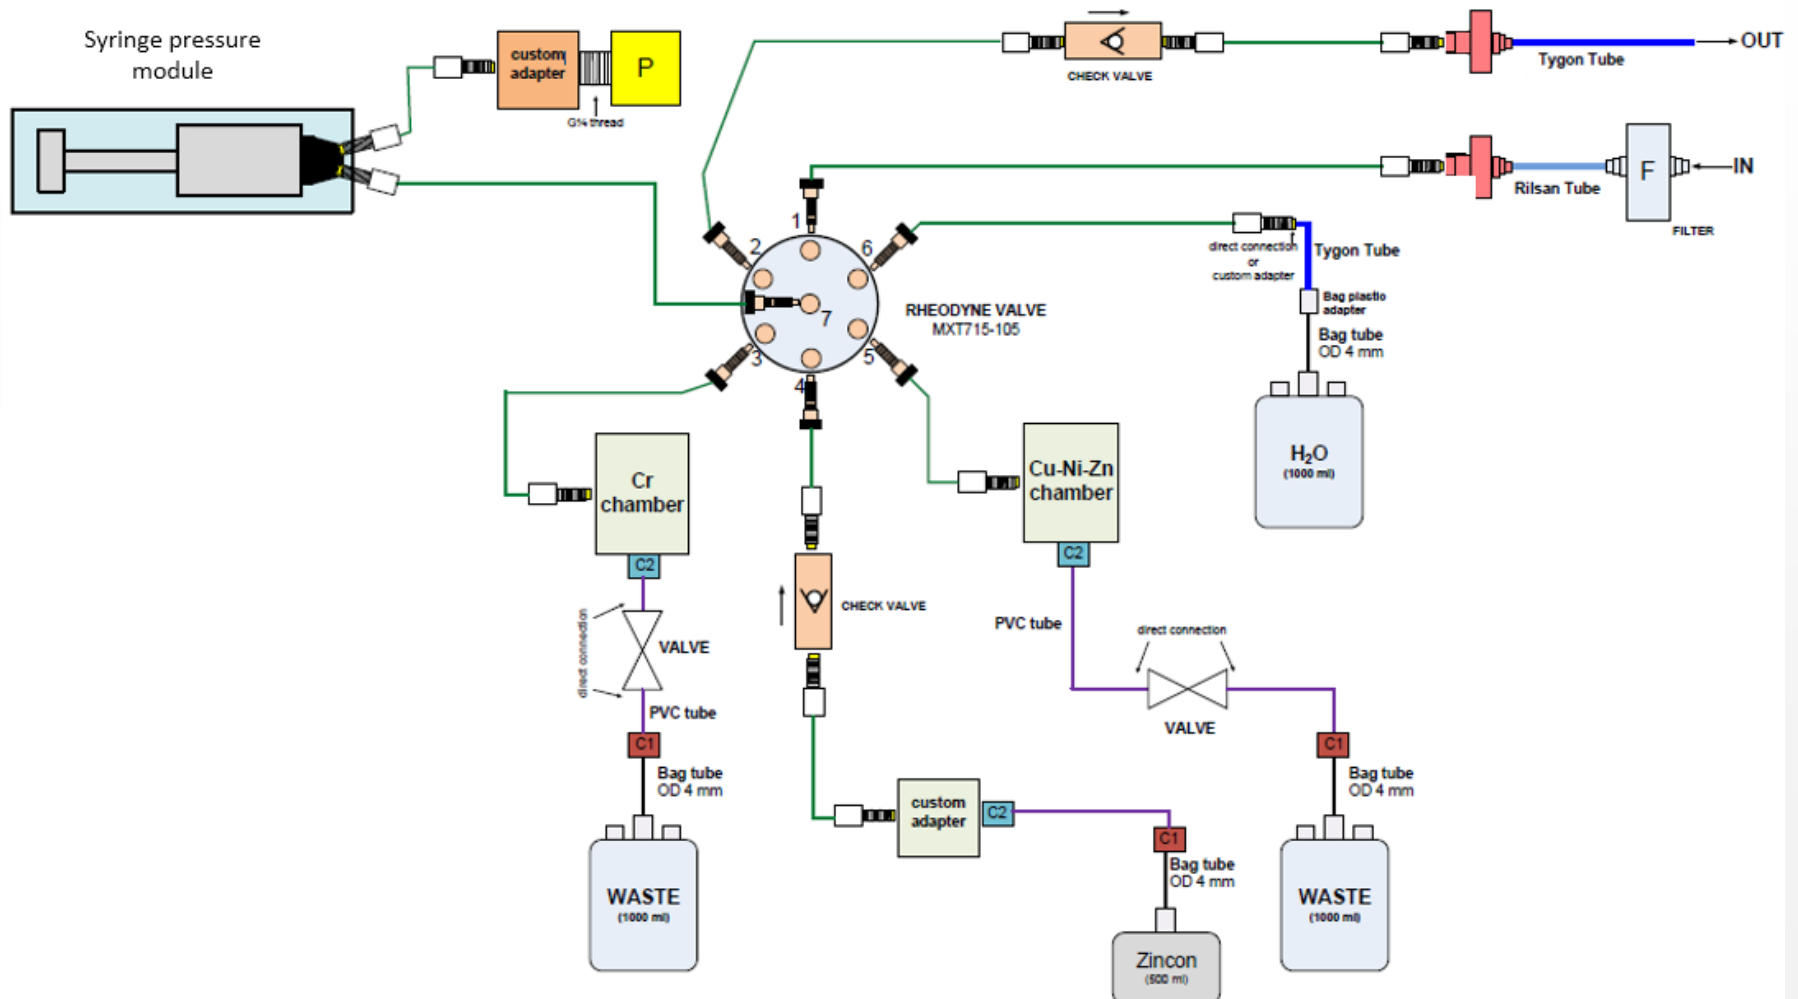 Syringe pressure
module
custom
adapter
P
G¼ thread
CHECK VALVE
Tygon Tube
OUT
Rilsan Tube
F
IN
FILTER
1
2
6
7
3
5
4
RHEODYNE VALVE
MXT715-105
direct connection
or
custom adapter
Tygon Tube
Bag plastic
adapter
Bag tube
OD 4 mm
H₂O
(1000 ml)
Cr
chamber
C2
direct connection
VALVE
PVC tube
C1
Bag tube
OD 4 mm
WASTE
(1000 ml)
CHECK VALVE
custom
adapter
C2
C1
Bag tube
OD 4 mm
Zincon
(500 ml)
Cu-Ni-Zn
chamber
C2
PVC tube
direct connection
VALVE
C1
Bag tube
OD 4 mm
WASTE
(1000 ml)